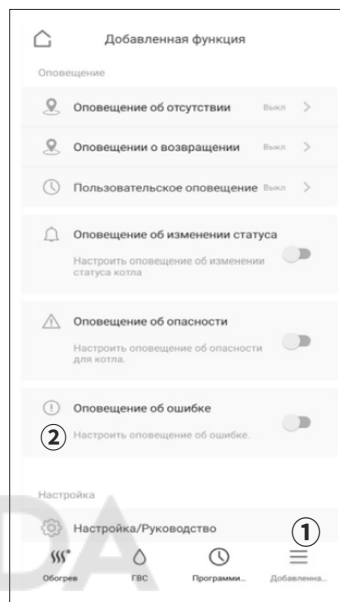 Добавленная функция
Оповещение
Оповещение об отсутствии Выкл
Оповещении о возвращении Выкл
Пользовательское оповещение Выкл
Оповещение об изменении статуса
Настроить оповещение об изменении
статуса котла
Оповещение об опасности
Настроить оповещение об опасности
для котла.
Оповещение об ошибке
② Настроить оповещение об ошибке.
Настройка
Настройка/Руководство
①
Обогрев ГВС Программи... Добавленна...
DA